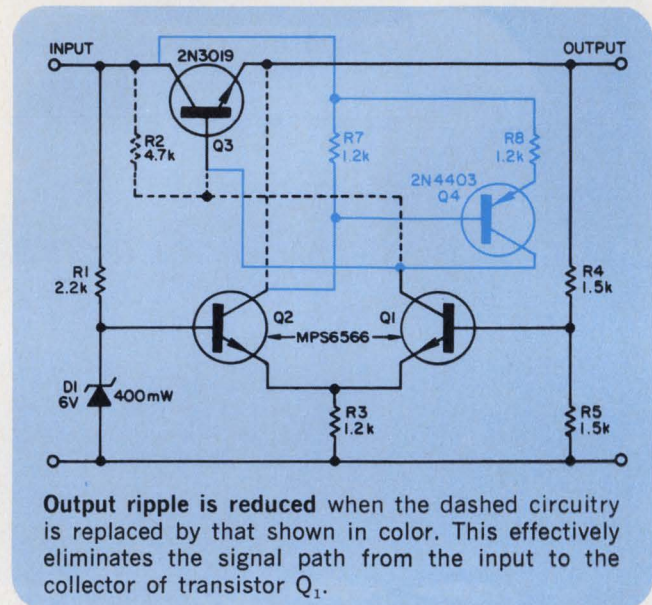 INPUT
2N3019
OUTPUT
R2
4.7k
Q3
R7
1.2k
R8
1.2k
2N4403
Q4
R1
2.2k
R4
1.5k
Q2
Q1
MPS6566
D1
6V
400mW
R3
1.2k
R5
1.5k
Output ripple is reduced when the dashed circuitry
is replaced by that shown in color. This effectively
eliminates the signal path from the input to the
collector of transistor Q₁.